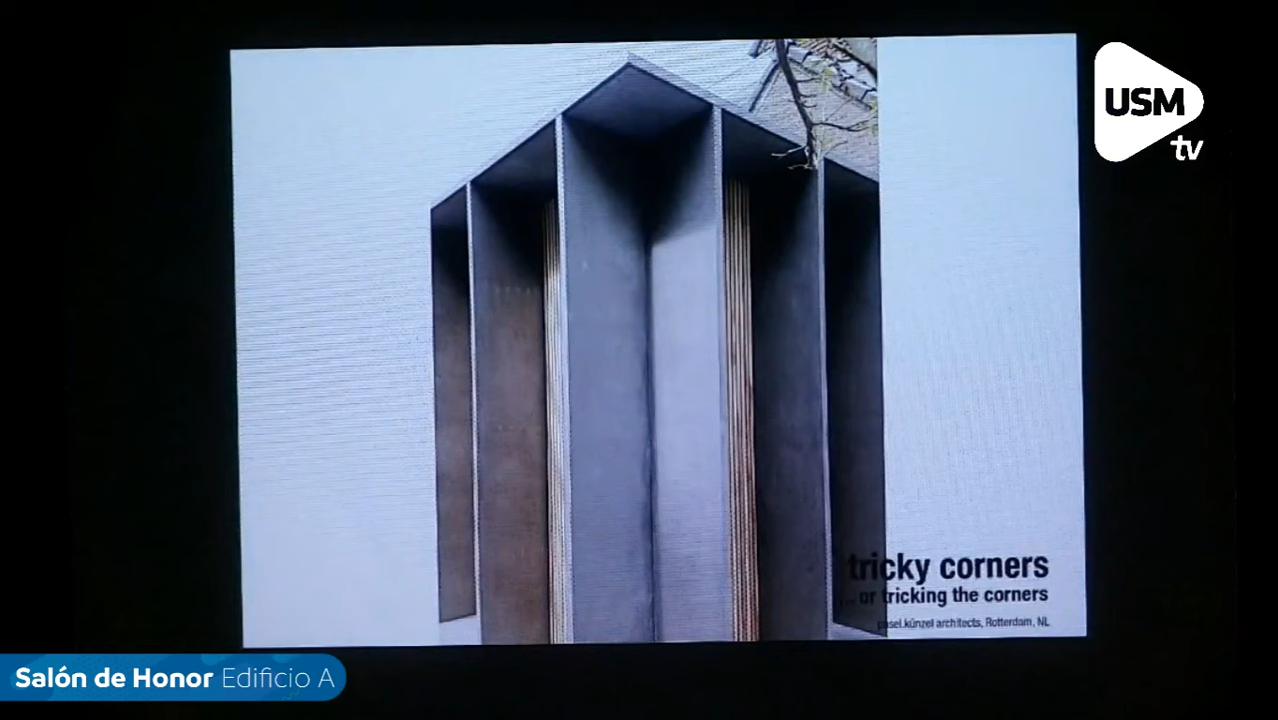 USM
tv
tricky corners
... or tricking the corners
pasel.künzel architects, Rotterdam, NL
Salón de Honor Edificio A